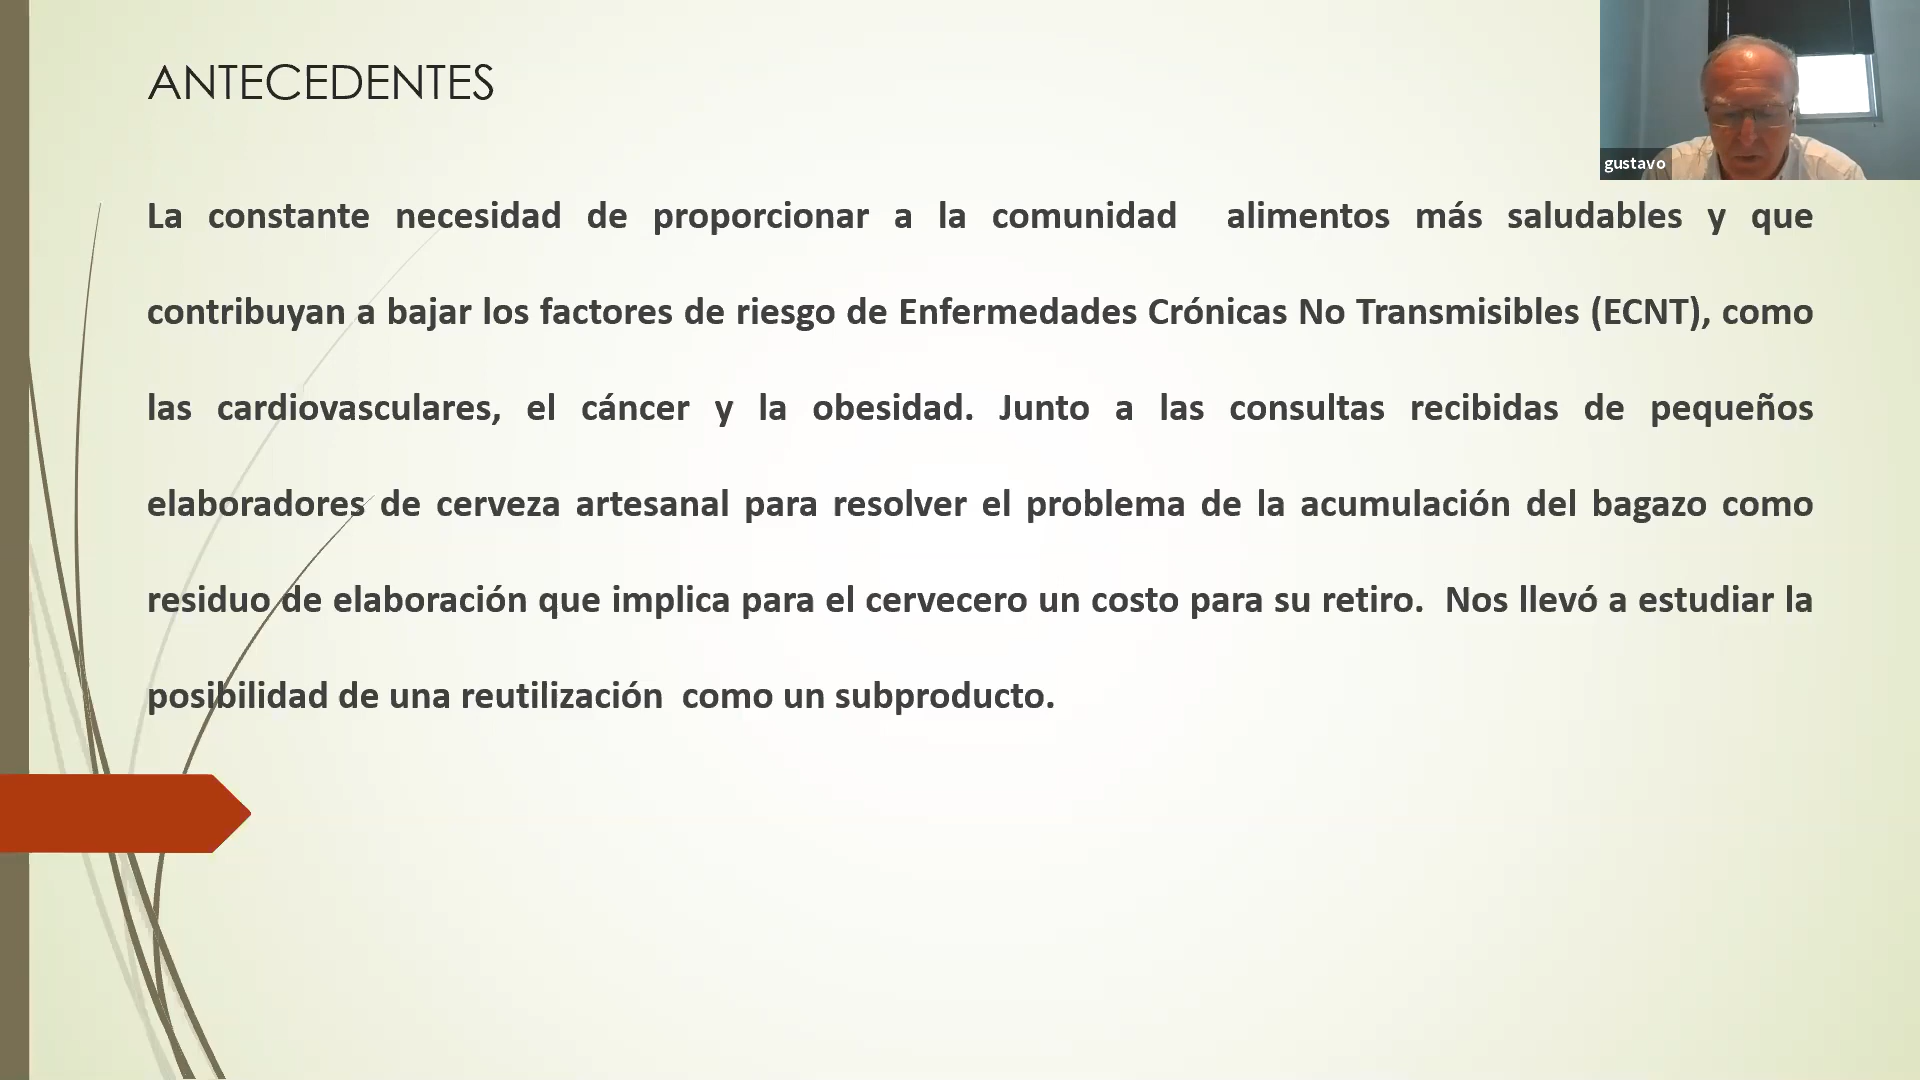 ANTECEDENTES
gustavo
La constante necesidad de proporcionar a la comunidad alimentos más saludables y que
contribuyan a bajar los factores de riesgo de Enfermedades Crónicas No Transmisibles (ECNT), como
las cardiovasculares, el cáncer y la obesidad. Junto a las consultas recibidas de pequeños
elaboradores de cerveza artesanal para resolver el problema de la acumulación del bagazo como
residuo de elaboración que implica para el cervecero un costo para su retiro. Nos llevó a estudiar la
posibilidad de una reutilización como un subproducto.